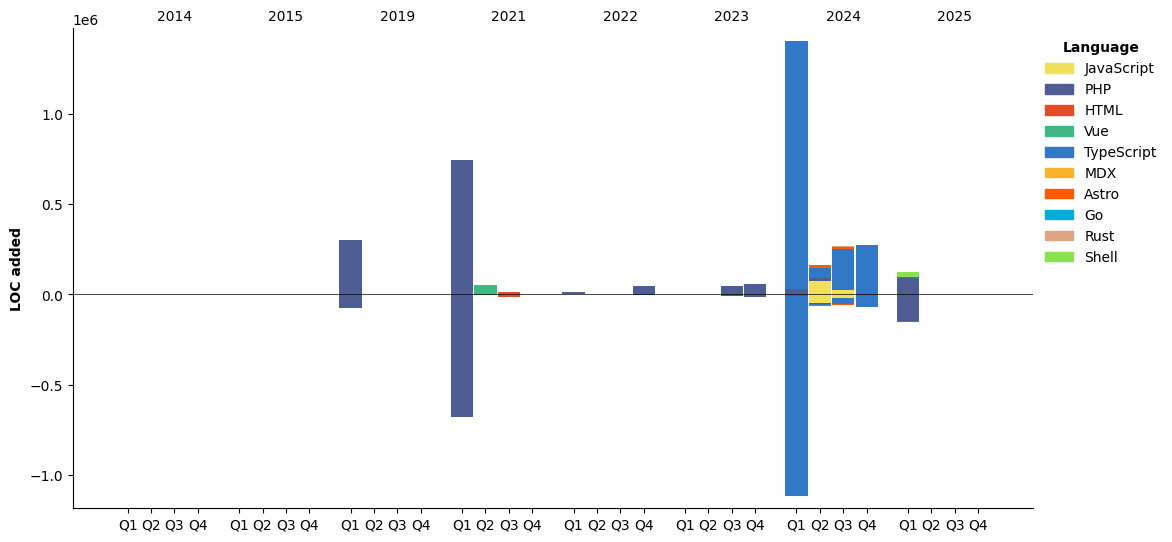 1e6
2014 2015 2019 2021 2022 2023 2024 2025
Language
JavaScript
PHP
HTML
Vue
TypeScript
MDX
Astro
Go
Rust
Shell
LOC added
1.0
0.5
0.0
−0.5
−1.0
Q1 Q2 Q3 Q4 Q1 Q2 Q3 Q4 Q1 Q2 Q3 Q4 Q1 Q2 Q3 Q4 Q1 Q2 Q3 Q4 Q1 Q2 Q3 Q4 Q1 Q2 Q3 Q4 Q1 Q2 Q3 Q4